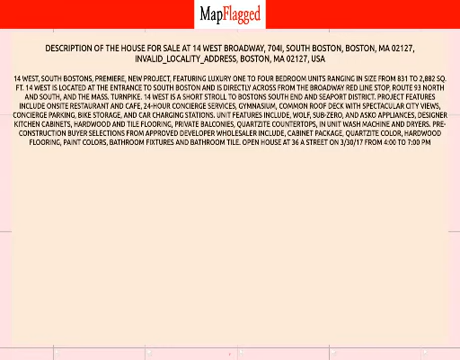 MapFlagged
DESCRIPTION OF THE HOUSE FOR SALE AT 14 WEST BROADWAY, 704I, SOUTH BOSTON, BOSTON, MA 02127,
INVALID_LOCALITY_ADDRESS, BOSTON, MA 02127, USA
14 WEST, SOUTH BOSTONS, PREMIERE, NEW PROJECT, FEATURING LUXURY ONE TO FOUR BEDROOM UNITS RANGING IN SIZE FROM 831 TO 2,882 SQ.
FT. 14 WEST IS LOCATED AT THE ENTRANCE TO SOUTH BOSTON AND IS DIRECTLY ACROSS FROM THE BROADWAY RED LINE STOP, ROUTE 93 NORTH
AND SOUTH, AND THE MASS. TURNPIKE. 14 WEST IS A SHORT STROLL TO BOSTONS SOUTH END AND SEAPORT DISTRICT. PROJECT FEATURES
INCLUDE ONSITE RESTAURANT AND CAFE, 24-HOUR CONCIERGE SERVICES, GYMNASIUM, COMMON ROOF DECK WITH SPECTACULAR CITY VIEWS,
CONCIERGE PARKING, BIKE STORAGE, AND CAR CHARGING STATIONS. UNIT FEATURES INCLUDE, WOLF, SUB-ZERO, AND ASKO APPLIANCES, DESIGNER
KITCHEN CABINETS, HARDWOOD AND TILE FLOORING, PRIVATE BALCONIES, QUARTZITE COUNTERTOPS, IN UNIT WASH MACHINE AND DRYERS. PRE-
CONSTRUCTION BUYER SELECTIONS FROM APPROVED DEVELOPER WHOLESALER INCLUDE, CABINET PACKAGE, QUARTZITE COLOR, HARDWOOD
FLOORING, PAINT COLORS, BATHROOM FIXTURES AND BATHROOM TILE. OPEN HOUSE AT 36 A STREET ON 3/30/17 FROM 4:00 TO 7:00 PM